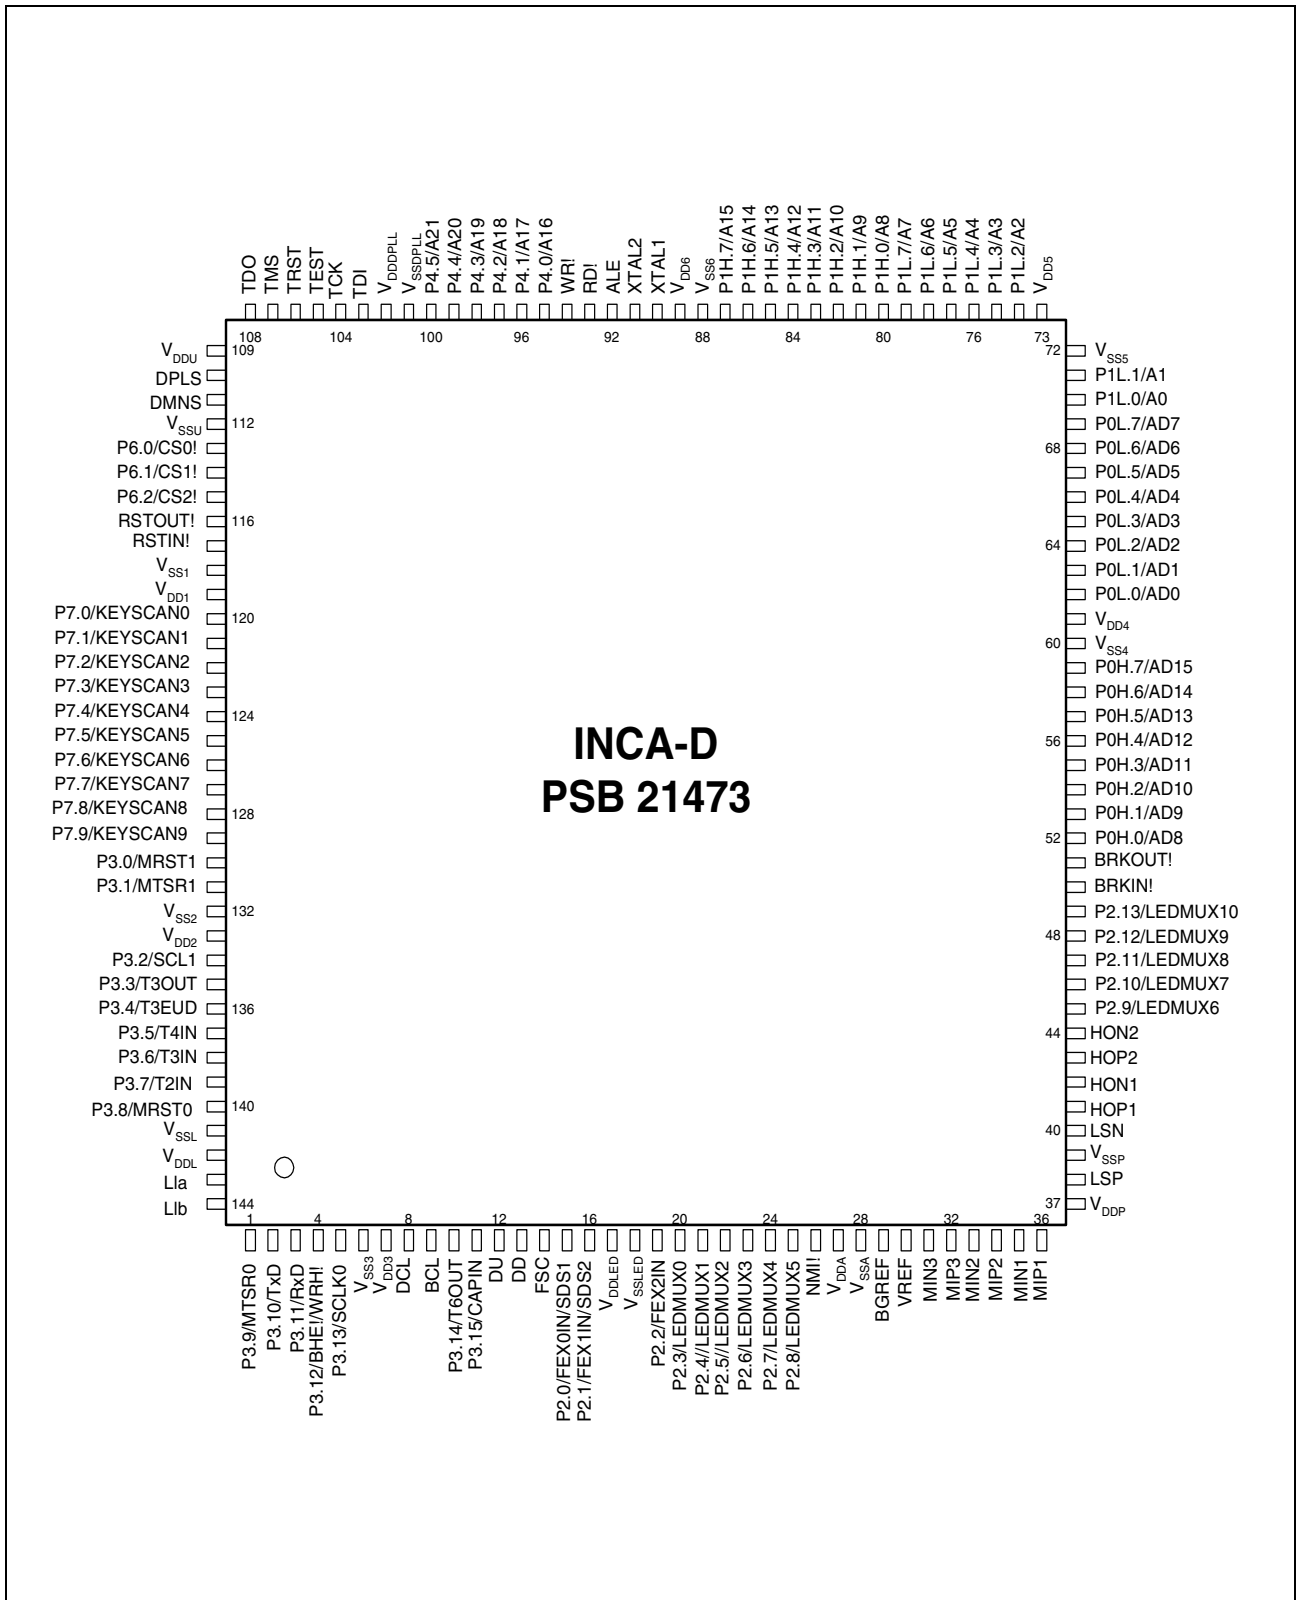 TDO
TMS
TRST
TEST
TCK
TDI
VDDDPLL
VSSDPLL
P4.5/A21
P4.4/A20
P4.3/A19
P4.2/A18
P4.1/A17
P4.0/A16
WR!
RD!
ALE
XTAL2
XTAL1
VDD6
VSS6
P1H.7/A15
P1H.6/A14
P1H.5/A13
P1H.4/A12
P1H.3/A11
P1H.2/A10
P1H.1/A9
P1H.0/A8
P1L.7/A7
P1L.6/A6
P1L.5/A5
P1L.4/A4
P1L.3/A3
P1L.2/A2
VDD5
108 104 100 96 92 88 84 80 76 73
VDDU 109
DPLS
DMNS
VSSU 112
P6.0/CS0!
P6.1/CS1!
P6.2/CS2!
RSTOUT! 116
RSTIN!
VSS1
VDD1
P7.0/KEYSCAN0 120
P7.1/KEYSCAN1
P7.2/KEYSCAN2
P7.3/KEYSCAN3
P7.4/KEYSCAN4 124
P7.5/KEYSCAN5
P7.6/KEYSCAN6
P7.7/KEYSCAN7
P7.8/KEYSCAN8 128
P7.9/KEYSCAN9
P3.0/MRST1
P3.1/MTSR1
VSS2 132
VDD2
P3.2/SCL1
P3.3/T3OUT
P3.4/T3EUD 136
P3.5/T4IN
P3.6/T3IN
P3.7/T2IN
P3.8/MRST0 140
VSSL
VDDL
LIa
LIb 144
INCA-D
PSB 21473
72 VSS5
P1L.1/A1
P1L.0/A0
P0L.7/AD7
68 P0L.6/AD6
P0L.5/AD5
P0L.4/AD4
P0L.3/AD3
64 P0L.2/AD2
P0L.1/AD1
P0L.0/AD0
VDD4
60 VSS4
P0H.7/AD15
P0H.6/AD14
P0H.5/AD13
56 P0H.4/AD12
P0H.3/AD11
P0H.2/AD10
P0H.1/AD9
52 P0H.0/AD8
BRKOUT!
BRKIN!
P2.13/LEDMUX10
48 P2.12/LEDMUX9
P2.11/LEDMUX8
P2.10/LEDMUX7
P2.9/LEDMUX6
44 HON2
HOP2
HON1
HOP1
40 LSN
VSSP
LSP
37 VDDP
1 4 8 12 16 20 24 28 32 36
P3.9/MTSR0
P3.10/TxD
P3.11/RxD
P3.12/BHE!/WRH!
P3.13/SCLK0
VSS3
VDD3
DCL
BCL
P3.14/T6OUT
P3.15/CAPIN
DU
DD
FSC
P2.0/FEX0IN/SDS1
P2.1/FEX1IN/SDS2
VDDLED
VSSLED
P2.2/FEX2IN
P2.3/LEDMUX0
P2.4//LEDMUX1
P2.5//LEDMUX2
P2.6/LEDMUX3
P2.7/LEDMUX4
P2.8/LEDMUX5
NMI!
VDDA
VSSA
BGREF
VREF
MIN3
MIP3
MIN2
MIP2
MIN1
MIP1